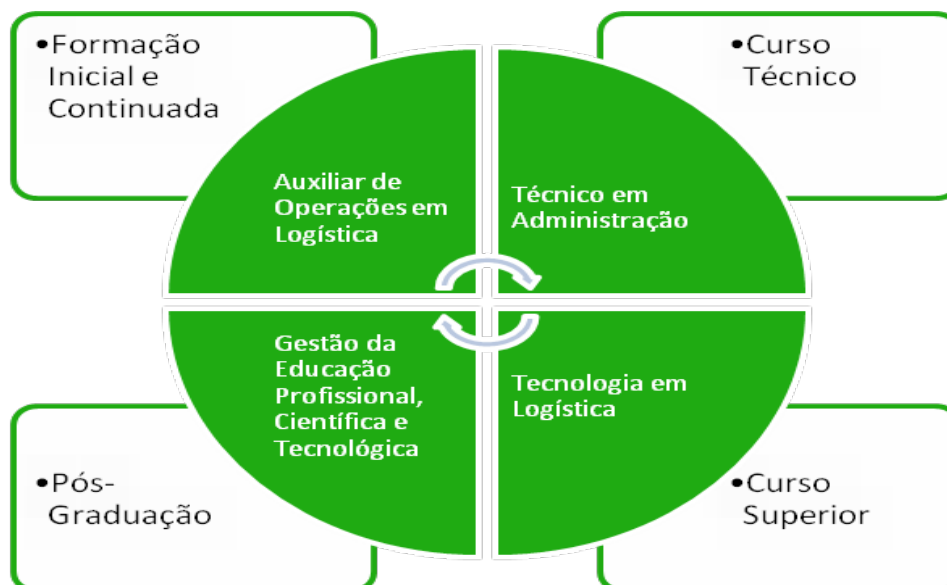 •Formação
Inicial e
Continuada
•Curso
Técnico
Auxiliar de
Operações em
Logística
Técnico em
Administração
Gestão da
Educação
Profissional,
Científica e
Tecnológica
Tecnologia em
Logística
•Pós-
Graduação
•Curso
Superior